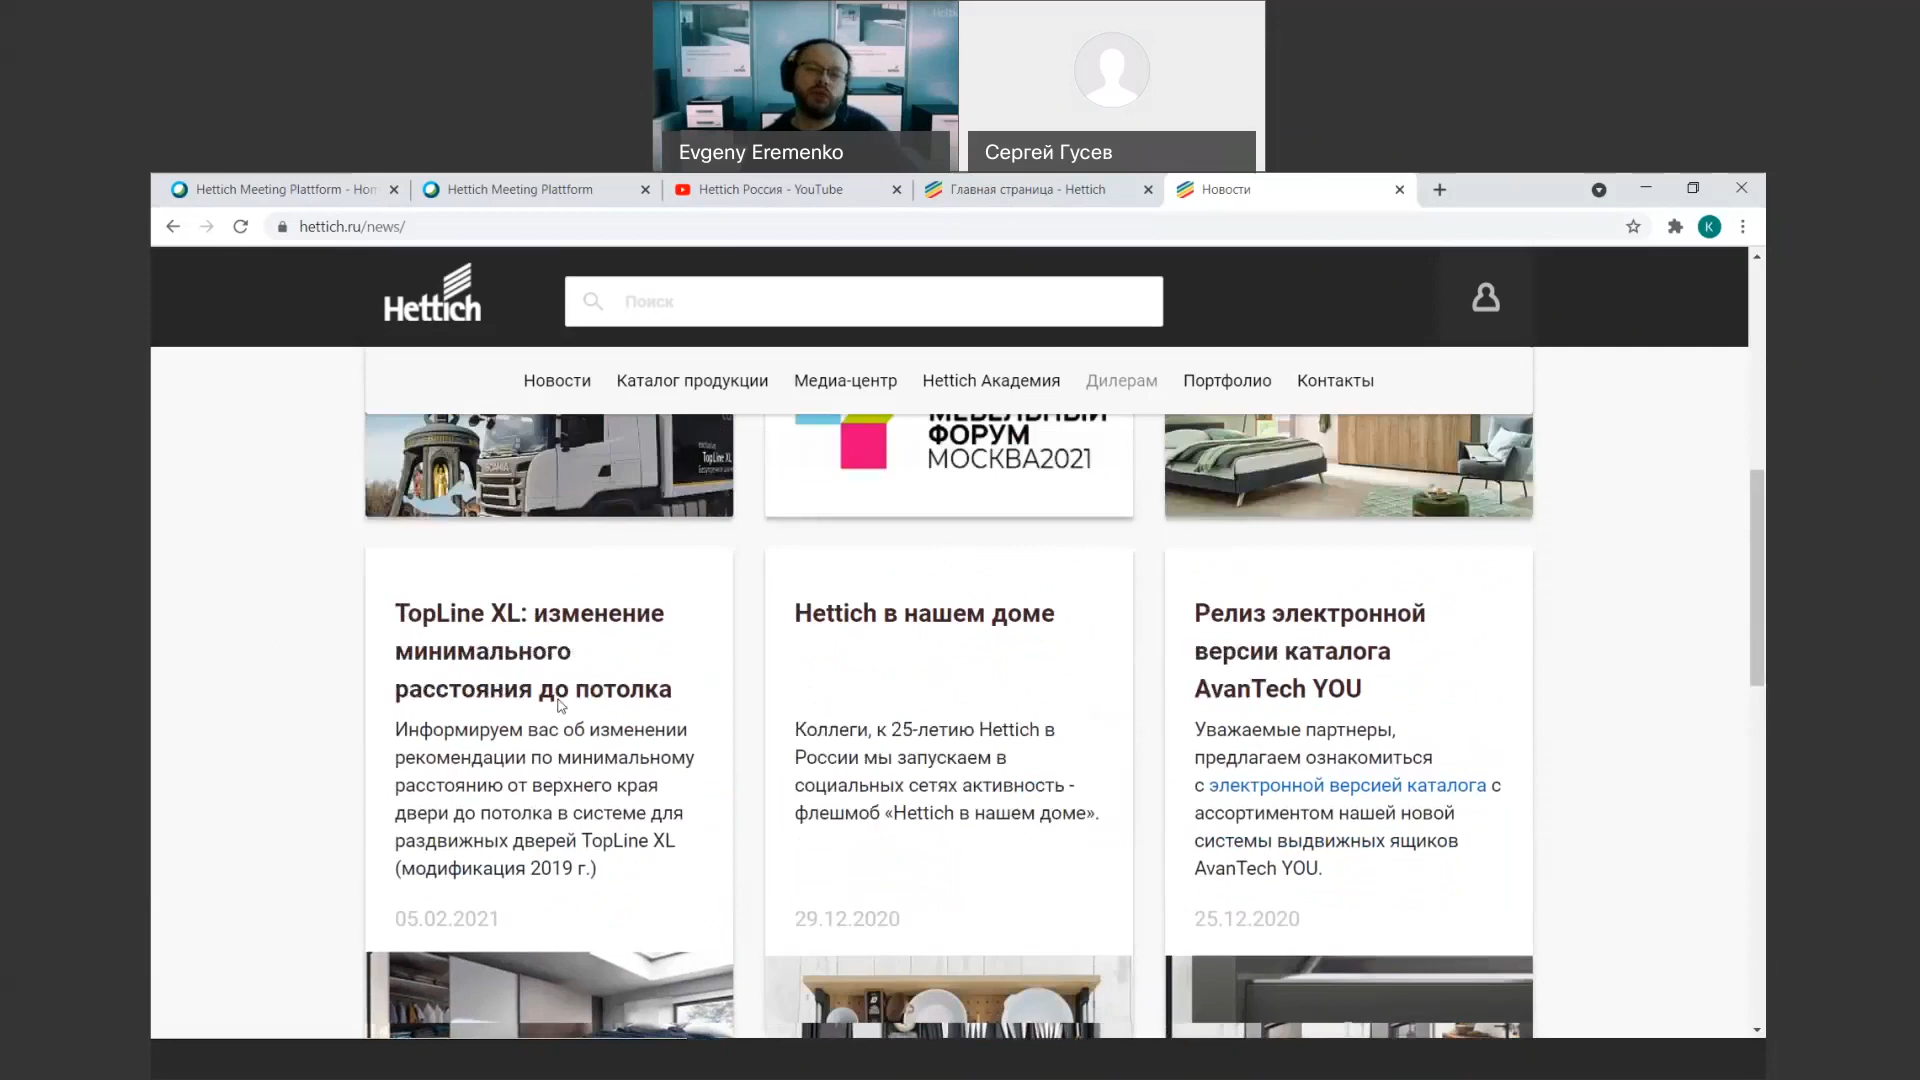 Evgeny Eremenko
Сергей Гусев
Hettich Meeting Plattform - Hom
Hettich Meeting Plattform
Hettich Россия - YouTube
Главная страница - Hettich
Новости
hettich.ru/news/
K
Hettich
Поиск
Новости
Каталог продукции
Медиа-центр
Hettich Академия
Дилерам
Портфолио
Контакты
SCANIA
TopLine XL
МЕБЕЛЬНЫЙ
ФОРУМ
МОСКВА2021
TopLine XL: изменение
минимального
расстояния до потолка
Информируем вас об изменении
рекомендации по минимальному
расстоянию от верхнего края
двери до потолка в системе для
раздвижных дверей TopLine XL
(модификация 2019 г.)
05.02.2021
Hettich в нашем доме
Коллеги, к 25-летию Hettich в
России мы запускаем в
социальных сетях активность -
флешмоб «Hettich в нашем доме».
29.12.2020
Релиз электронной
версии каталога
AvanTech YOU
Уважаемые партнеры,
предлагаем ознакомиться
с электронной версией каталога с
ассортиментом нашей новой
системы выдвижных ящиков
AvanTech YOU.
25.12.2020